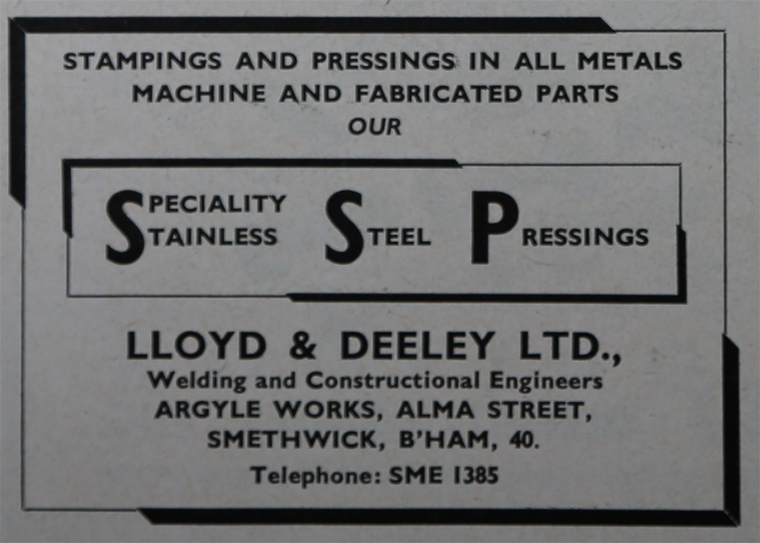 STAMPINGS AND PRESSINGS IN ALL METALS
MACHINE AND FABRICATED PARTS
OUR
SPECIALITY
STAINLESS STEEL PRESSINGS
LLOYD & DEELEY LTD.,
Welding and Constructional Engineers
ARGYLE WORKS, ALMA STREET,
SMETHWICK, B'HAM, 40.
Telephone: SME 1385